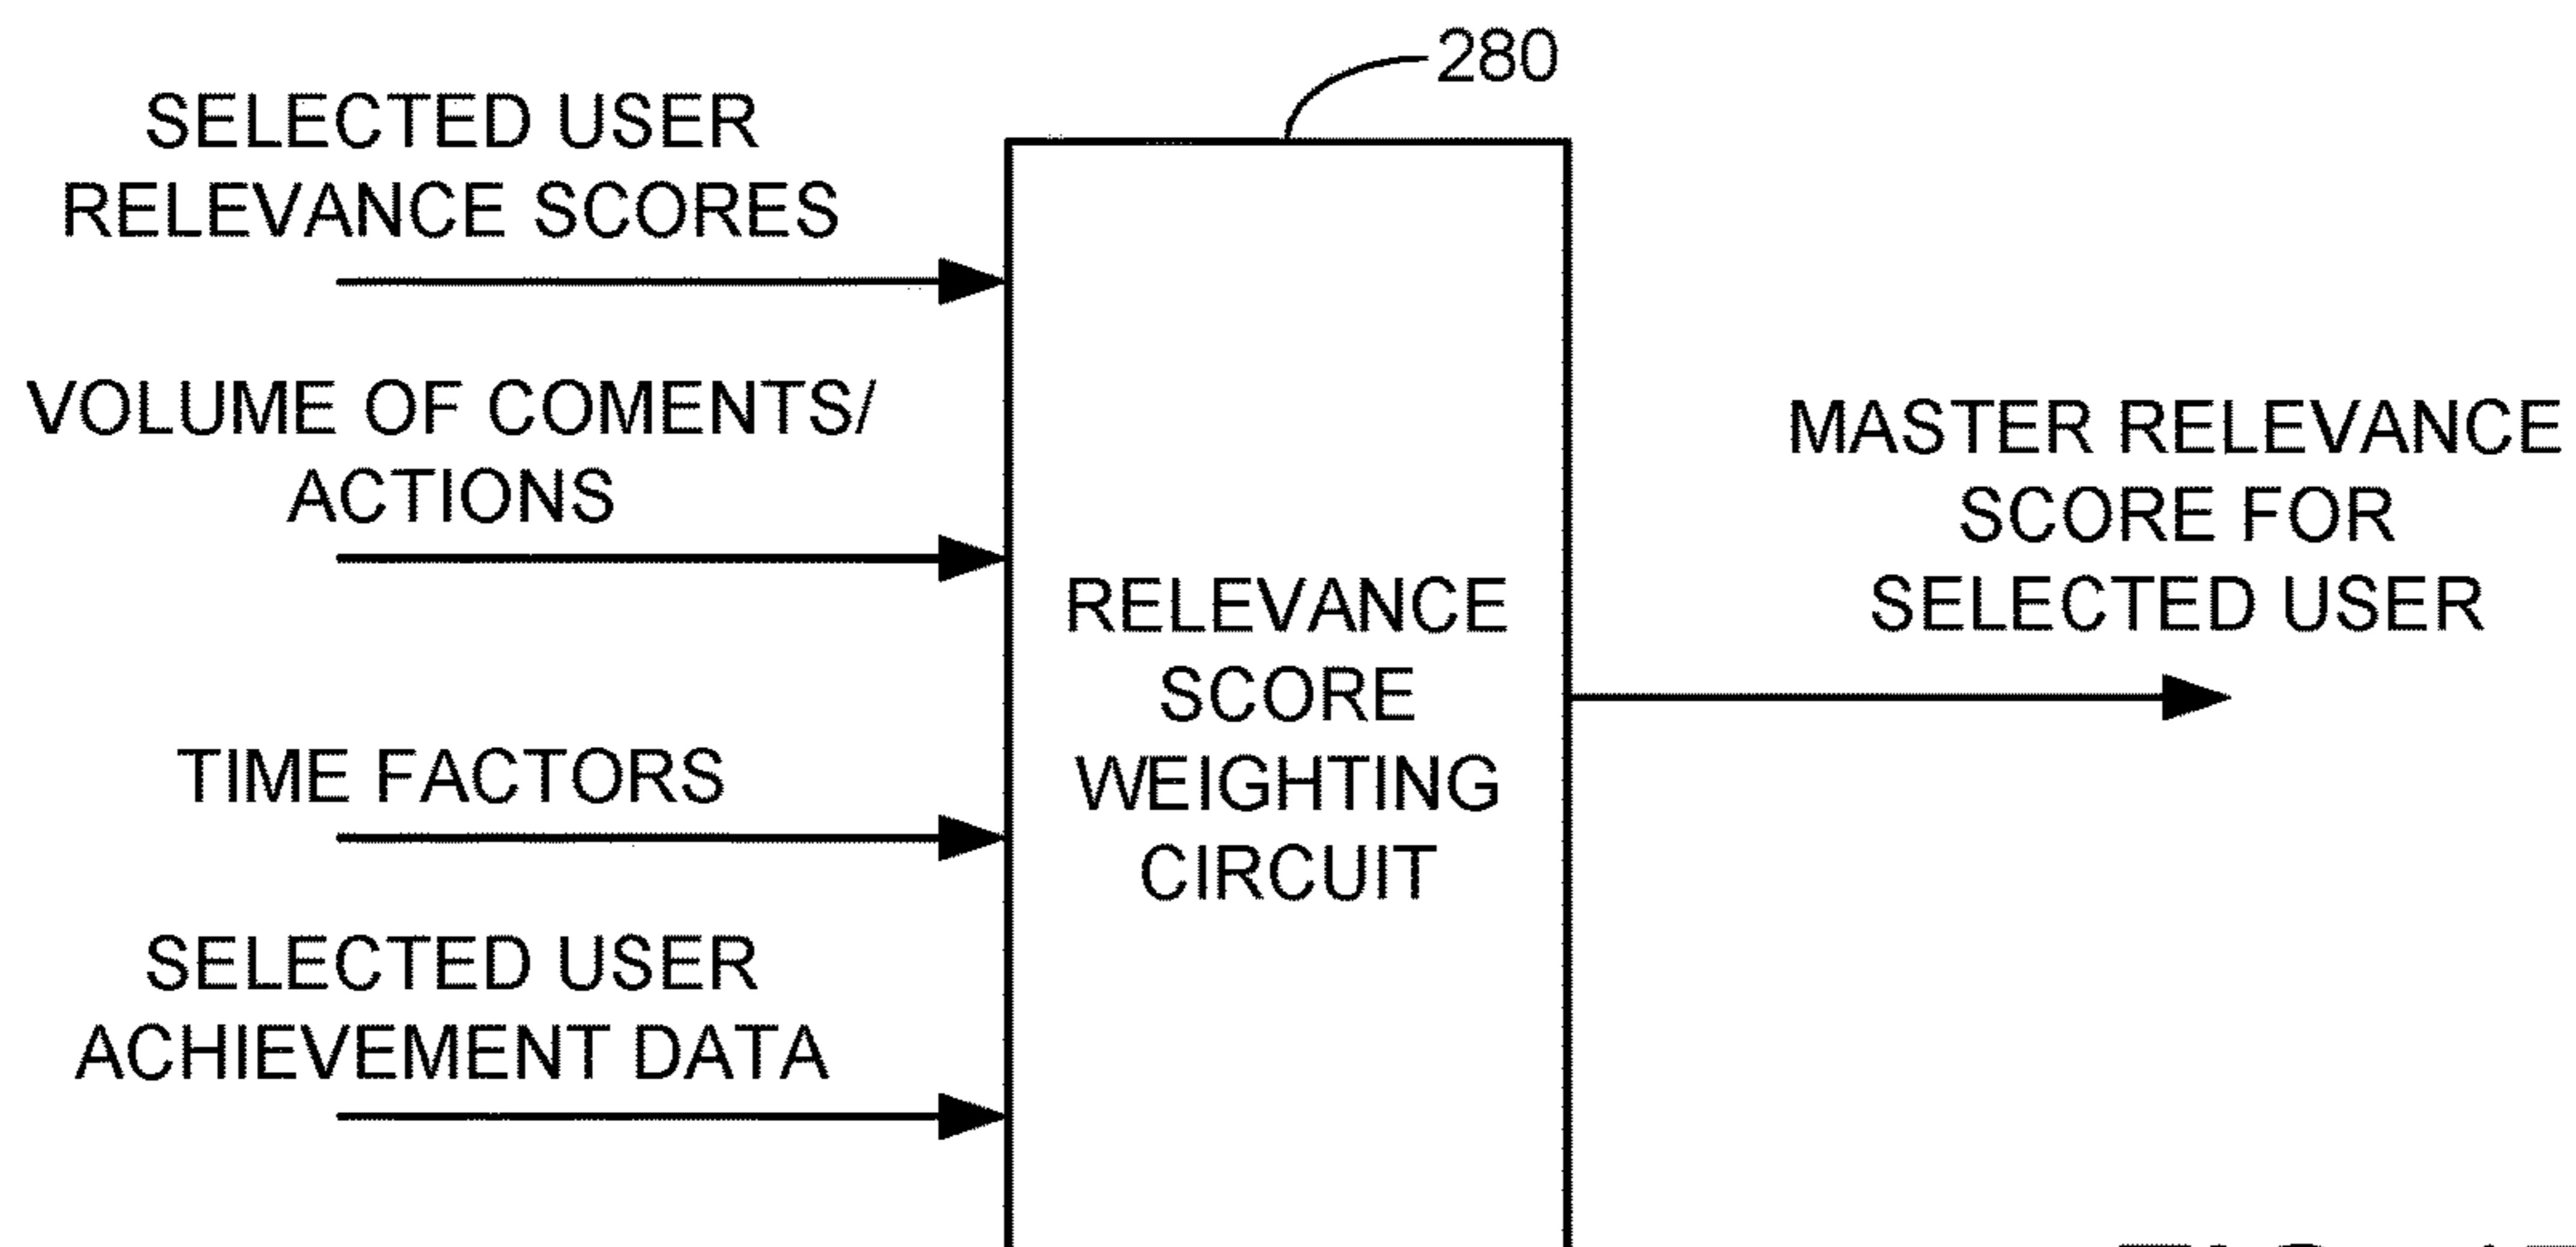 280
SELECTED USER
RELEVANCE SCORES
VOLUME OF COMENTS/
ACTIONS
TIME FACTORS
SELECTED USER
ACHIEVEMENT DATA
RELEVANCE
SCORE
WEIGHTING
CIRCUIT
MASTER RELEVANCE
SCORE FOR
SELECTED USER